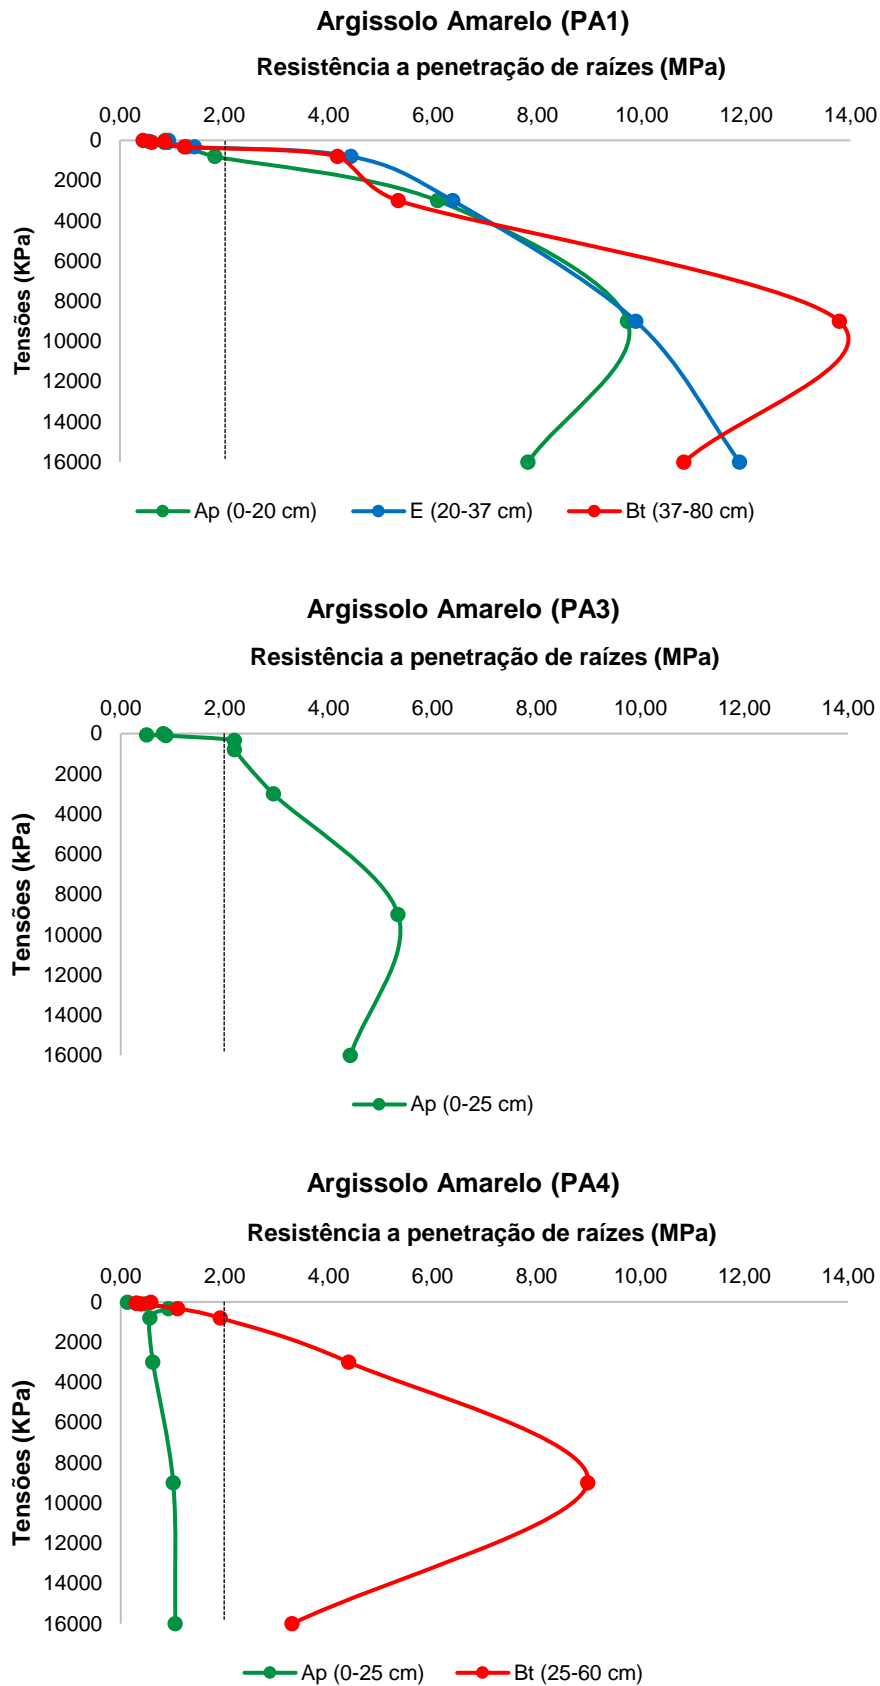 Argissolo Amarelo (PA1)
Resistência a penetração de raízes (MPa)
0,00 2,00 4,00 6,00 8,00 10,00 12,00 14,00
Tensões (KPa)
0
2000
4000
6000
8000
10000
12000
14000
16000
Ap (0-20 cm) E (20-37 cm) Bt (37-80 cm)
Argissolo Amarelo (PA3)
Resistência a penetração de raízes (MPa)
0,00 2,00 4,00 6,00 8,00 10,00 12,00 14,00
Tensões (kPa)
0
2000
4000
6000
8000
10000
12000
14000
16000
Ap (0-25 cm)
Argissolo Amarelo (PA4)
Resistência a penetração de raízes (MPa)
0,00 2,00 4,00 6,00 8,00 10,00 12,00 14,00
Tensões (KPa)
0
2000
4000
6000
8000
10000
12000
14000
16000
Ap (0-25 cm) Bt (25-60 cm)